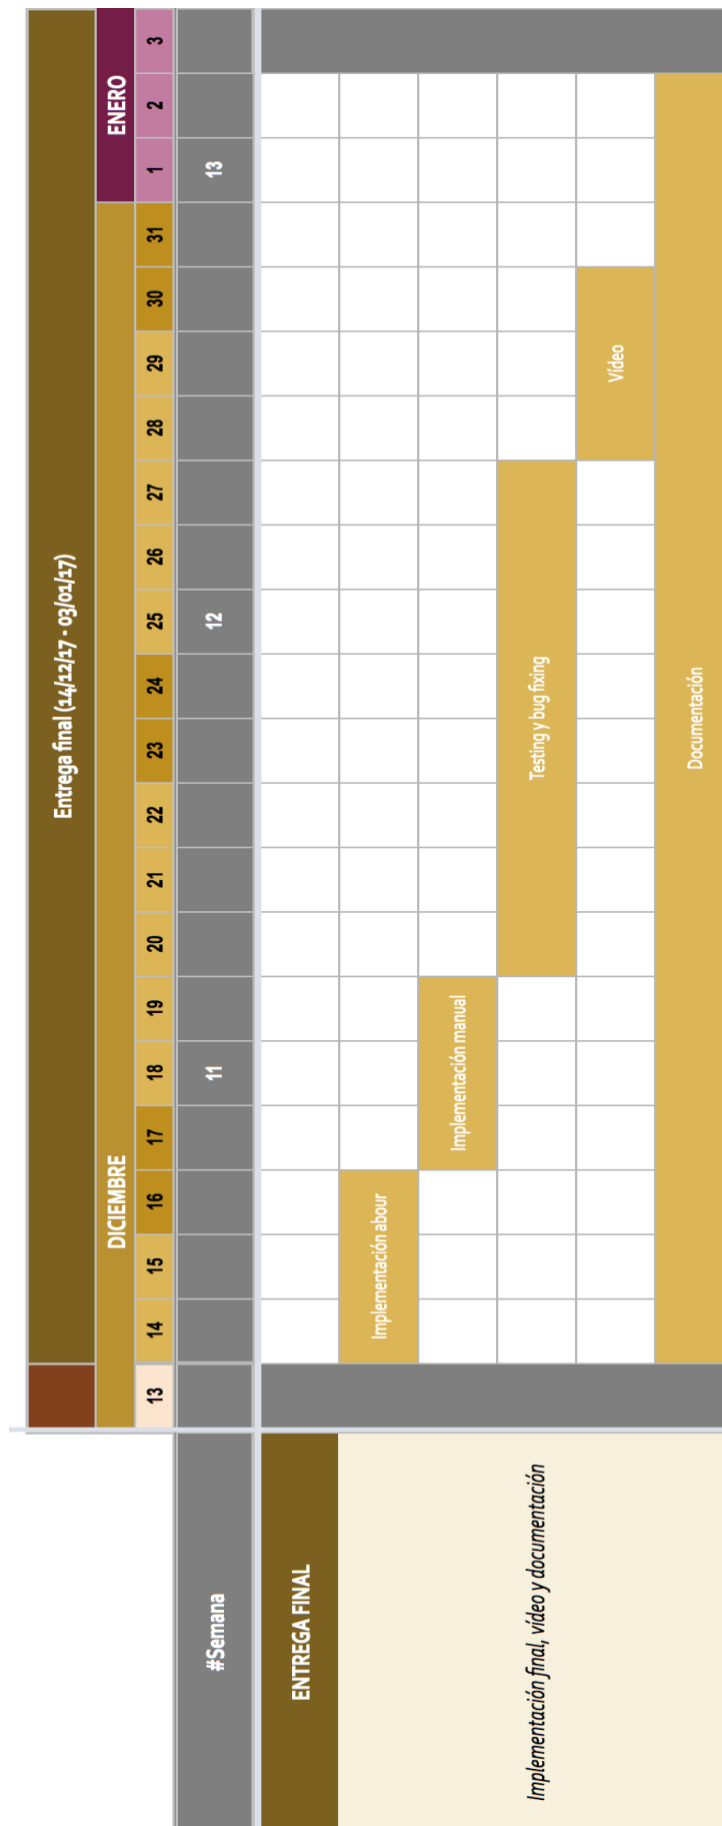 Entrega final (14/12/17 - 03/01/17)
DICIEMBRE ENERO
13 14 15 16 17 18 19 20 21 22 23 24 25 26 27 28 29 30 31 1 2 3
#Semana 11 12 13
ENTREGA FINAL
Implementación final, vídeo y documentación
Implementación abour
Implementación manual
Testing y bug fixing
Vídeo
Documentación